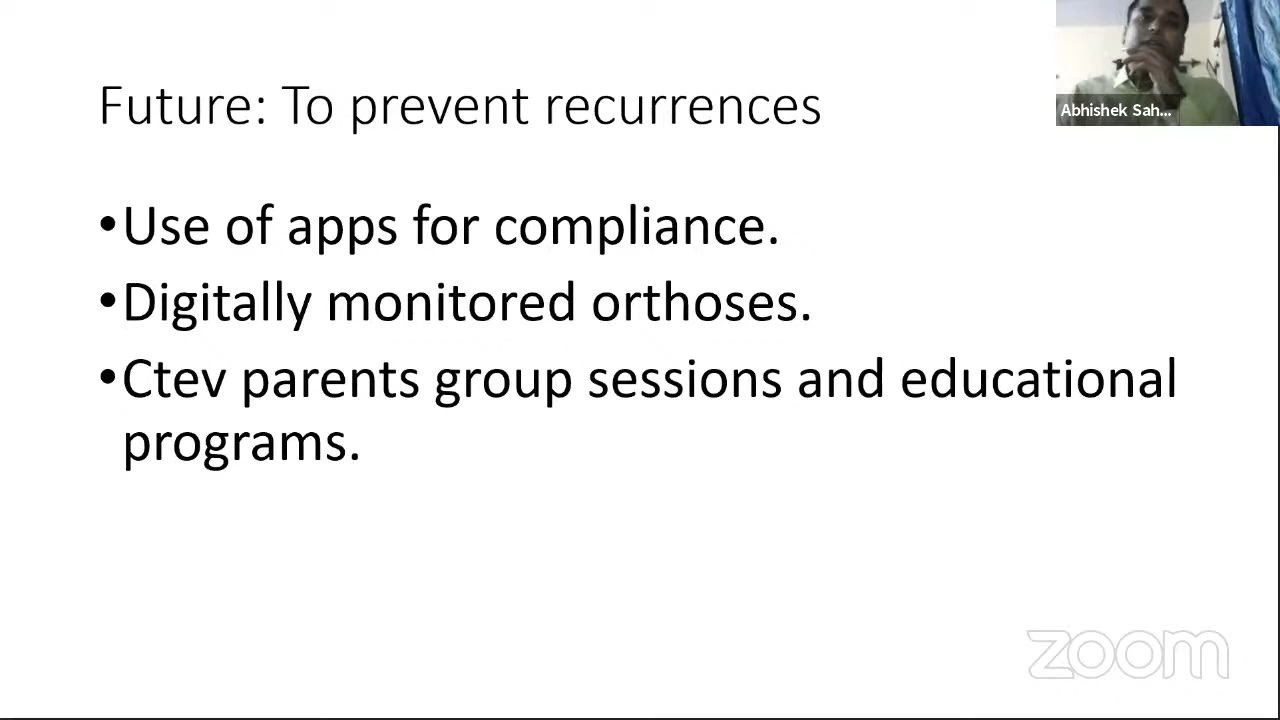 Abhishek Sah...
Future: To prevent recurrences
•Use of apps for compliance.
•Digitally monitored orthoses.
•Ctev parents group sessions and educational
programs.
zoom